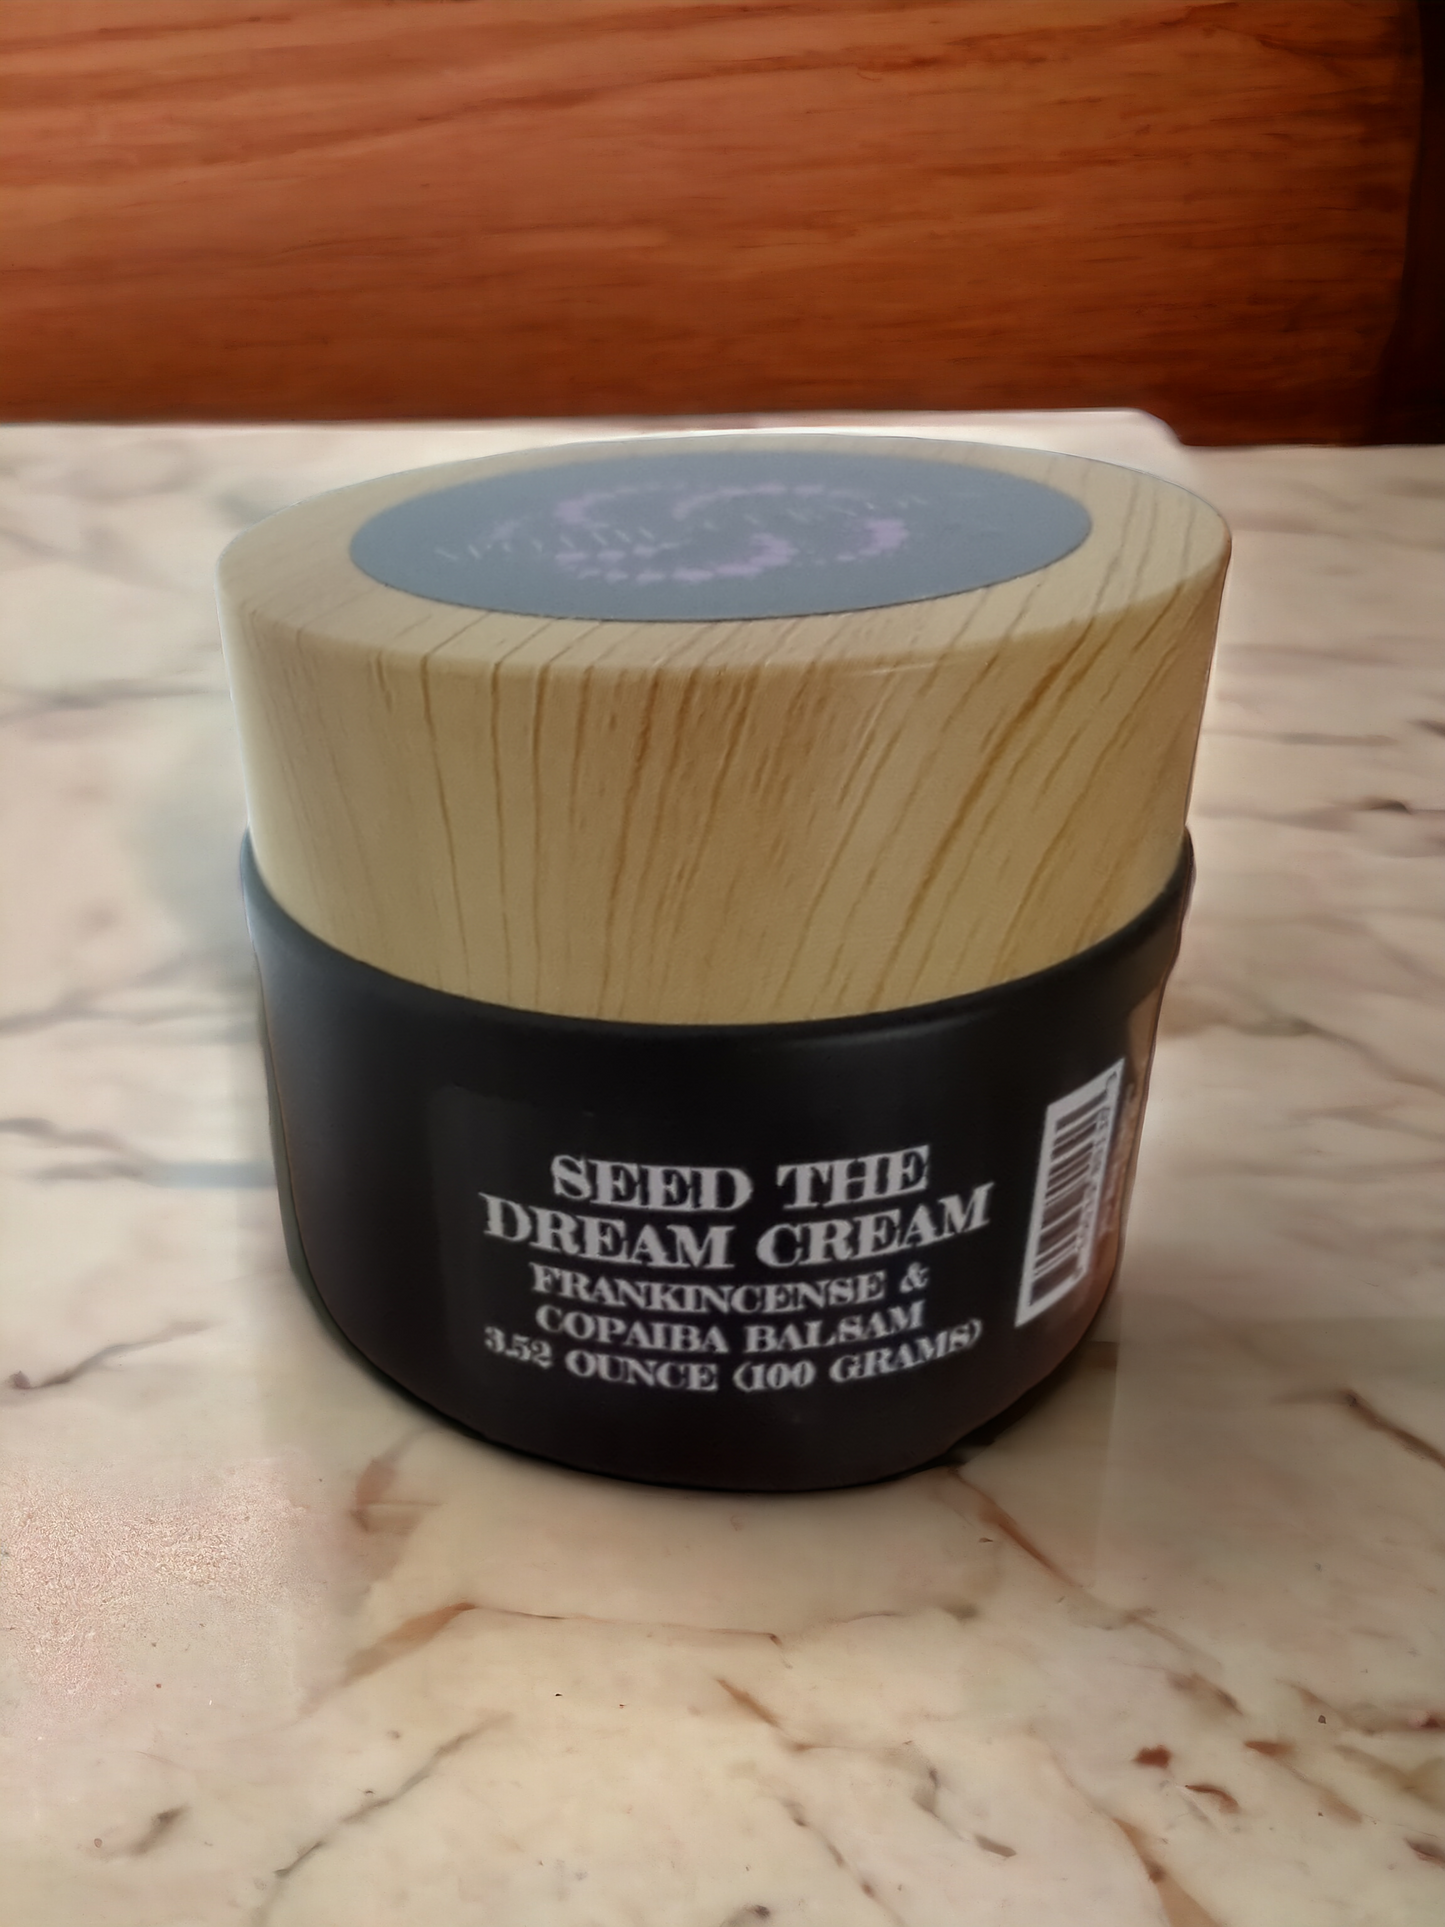 SEED THE
DREAM CREAM
FRANKINCENSE &
COPAIBA BALSAM
3.52 OUNCE (100 GRAMS)